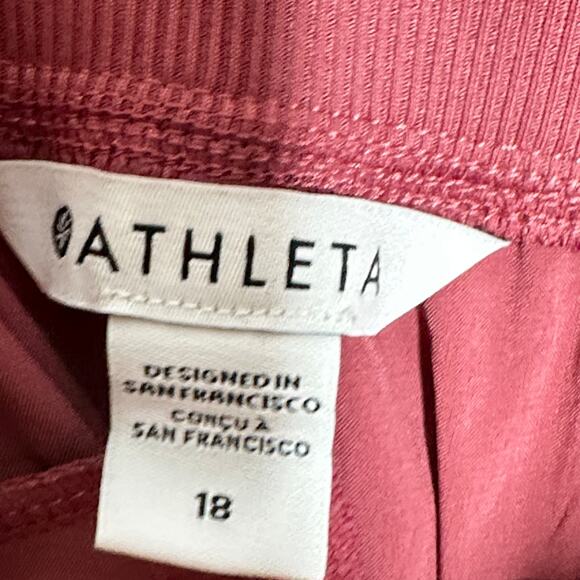 ATHLETA
DESIGNED IN
SAN FRANCISCO
CONÇU À
SAN FRANCISCO
18